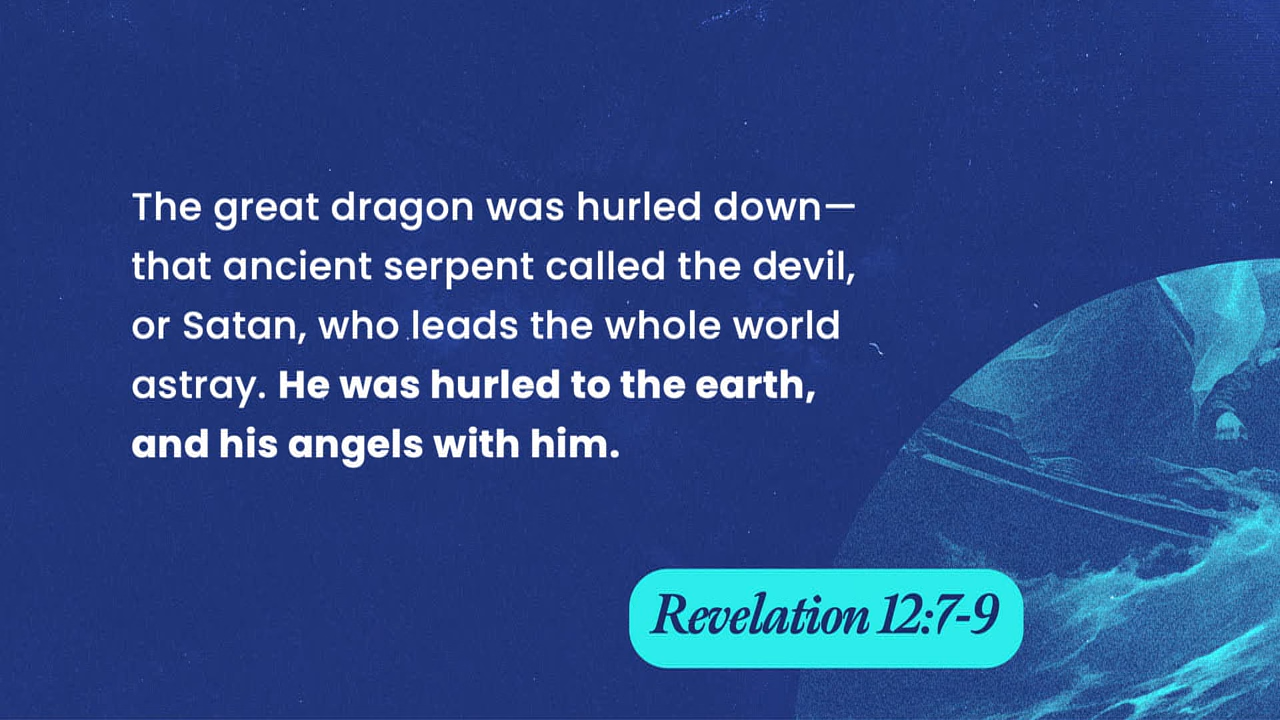 The great dragon was hurled down—
that ancient serpent called the devil,
or Satan, who leads the whole world
astray. He was hurled to the earth,
and his angels with him.
Revelation 12:7-9